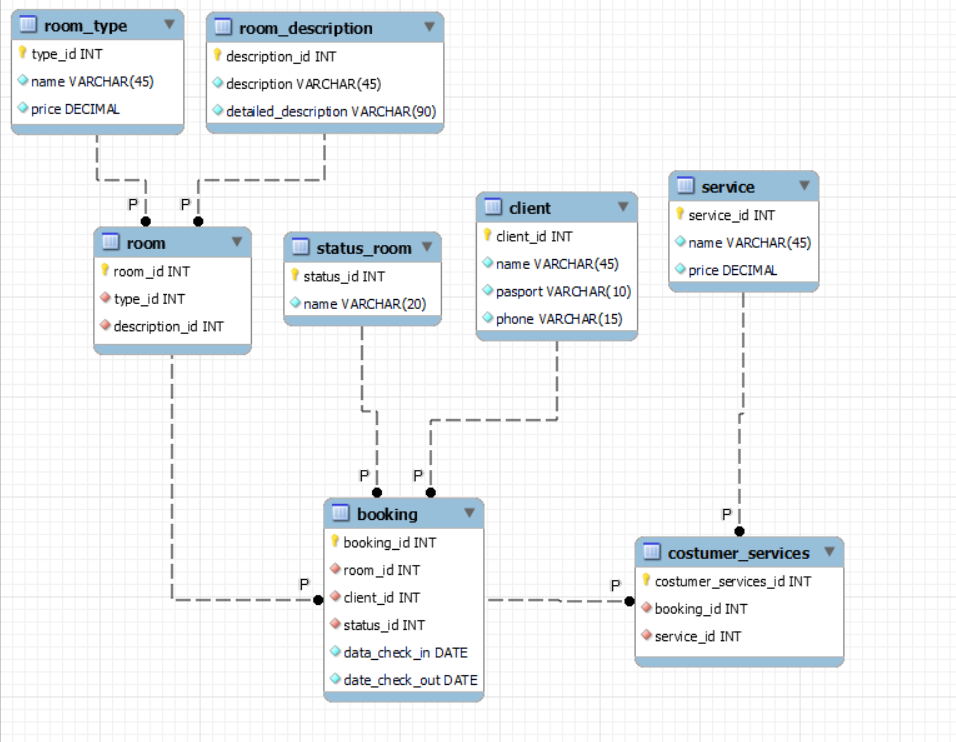 room_type
type_id INT
name VARCHAR(45)
price DECIMAL
room_description
description_id INT
description VARCHAR(45)
detailed_description VARCHAR(90)
P
P
room
room_id INT
type_id INT
description_id INT
status_room
status_id INT
name VARCHAR(20)
client
client_id INT
name VARCHAR(45)
pasport VARCHAR(10)
phone VARCHAR(15)
service
service_id INT
name VARCHAR(45)
price DECIMAL
P
P
P
booking
booking_id INT
room_id INT
client_id INT
status_id INT
data_check_in DATE
date_check_out DATE
P
P
costumer_services
costumer_services_id INT
booking_id INT
service_id INT